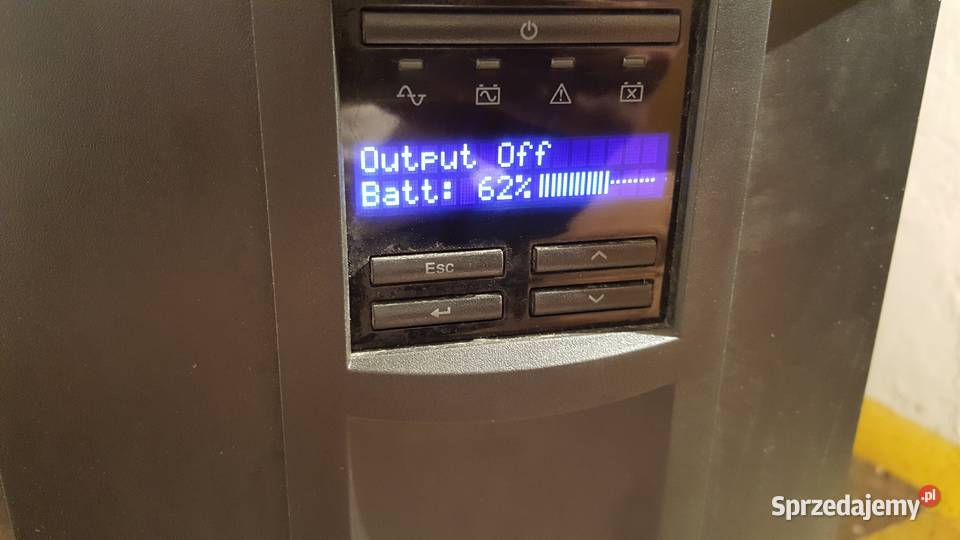 Output Off
Batt: 62%
Esc
Sprzedajemy.pl